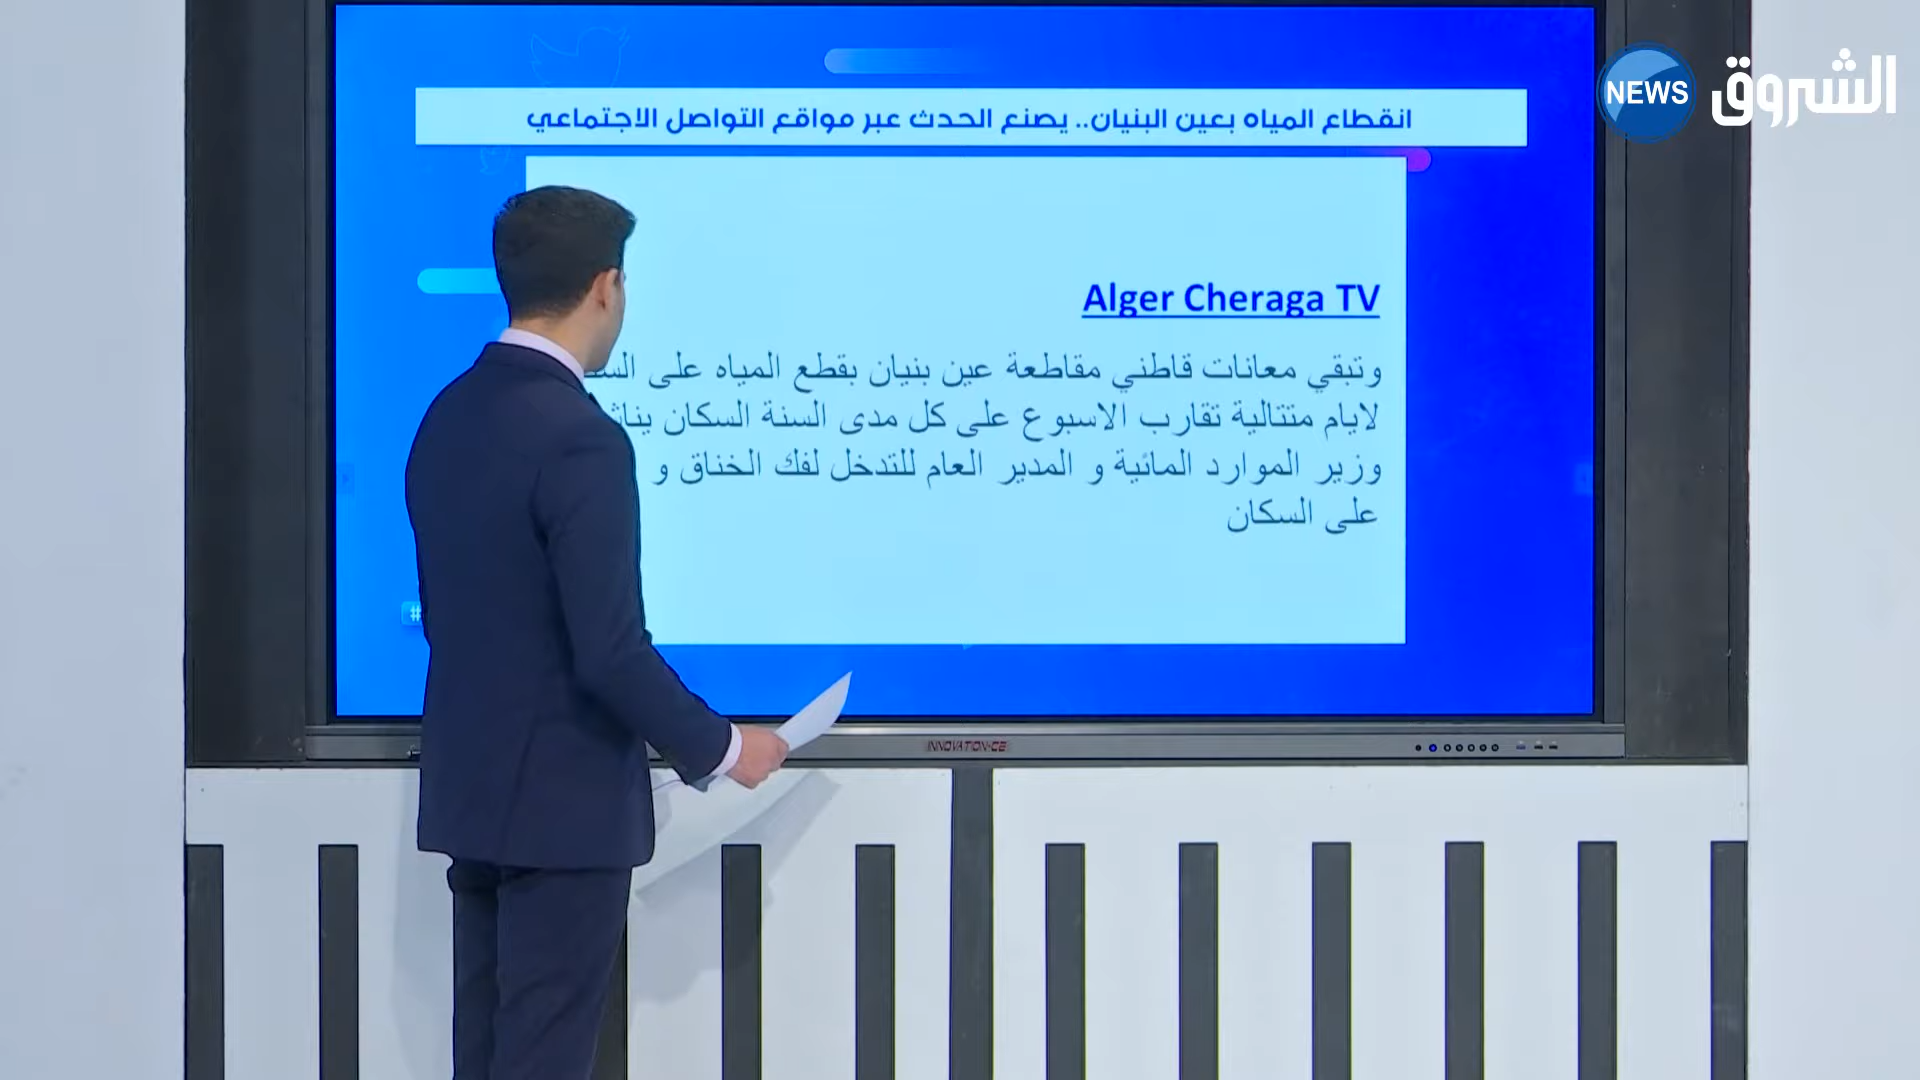 NEWS الشروق
انقطاع المياه بعين البنيان.. يصنع الحدث عبر مواقع التواصل الاجتماعي
Alger Cheraga TV
وتبقي معانات قاطني مقاطعة عين بنيان بقطع المياه على
لايام متتالية تقارب الاسبوع على كل مدى السنة السكان
وزير الموارد المائية و المدير العام للتدخل لفك الخناق و
على السكان
#
INNOVATION-CE